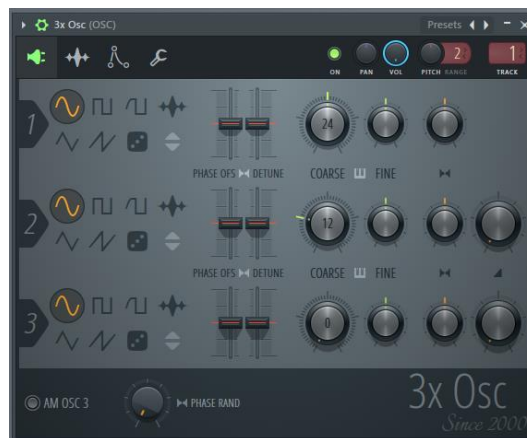 3x Osc (OSC) Presets
ON PAN VOL PITCH RANGE 2 TRACK 1
1
24
PHASE OFS DETUNE COARSE FINE
2
12
PHASE OFS DETUNE COARSE FINE
3
0
AM OSC 3 PHASE RAND
3x Osc
Since 2000